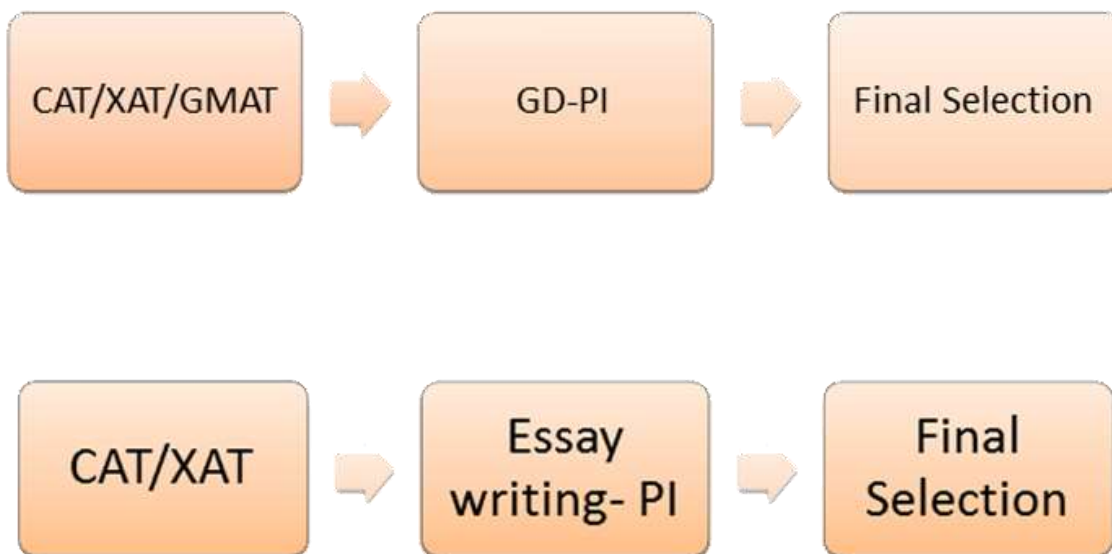 CAT/XAT/GMAT
GD-PI
Final Selection
CAT/XAT
Essay
writing- PI
Final
Selection